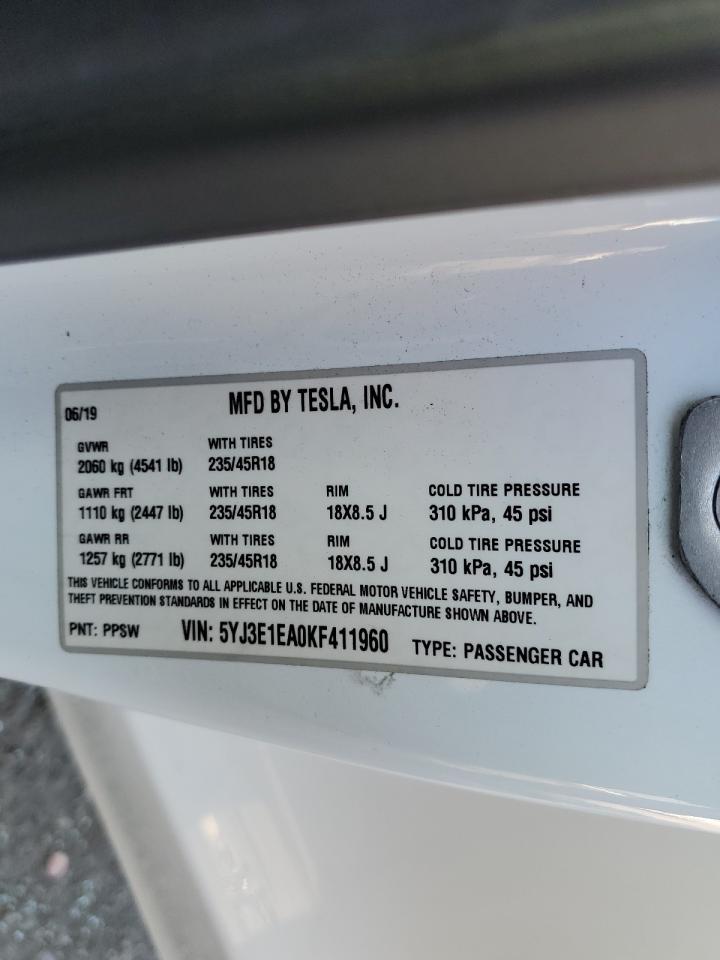 06/19 MFD BY TESLA, INC.
GVWR WITH TIRES
2060 kg (4541 lb) 235/45R18
GAWR FRT WITH TIRES RIM COLD TIRE PRESSURE
1110 kg (2447 lb) 235/45R18 18X8.5 J 310 kPa, 45 psi
GAWR RR WITH TIRES RIM COLD TIRE PRESSURE
1257 kg (2771 lb) 235/45R18 18X8.5 J 310 kPa, 45 psi
THIS VEHICLE CONFORMS TO ALL APPLICABLE U.S. FEDERAL MOTOR VEHICLE SAFETY, BUMPER, AND
THEFT PREVENTION STANDARDS IN EFFECT ON THE DATE OF MANUFACTURE SHOWN ABOVE.
PNT: PPSW VIN: 5YJ3E1EA0KF411960 TYPE: PASSENGER CAR